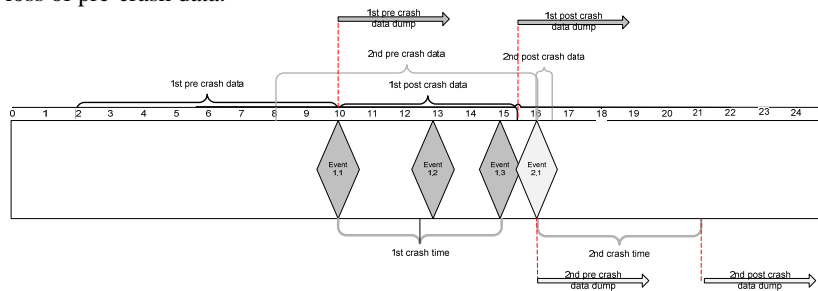 loss of pre-crash data.
1st pre crash
data dump
1st post crash
data dump
2nd pre crash data
2nd post crash data
1st pre crash data
1st post crash data
0 1 2 3 4 5 6 7 8 9 10 11 12 13 14 15 16 17 18 19 20 21 22 23 24
Event
1,1
Event
1,2
Event
1,3
Event
2,1
1st crash time
2nd crash time
2nd pre crash
data dump
2nd post crash
data dump